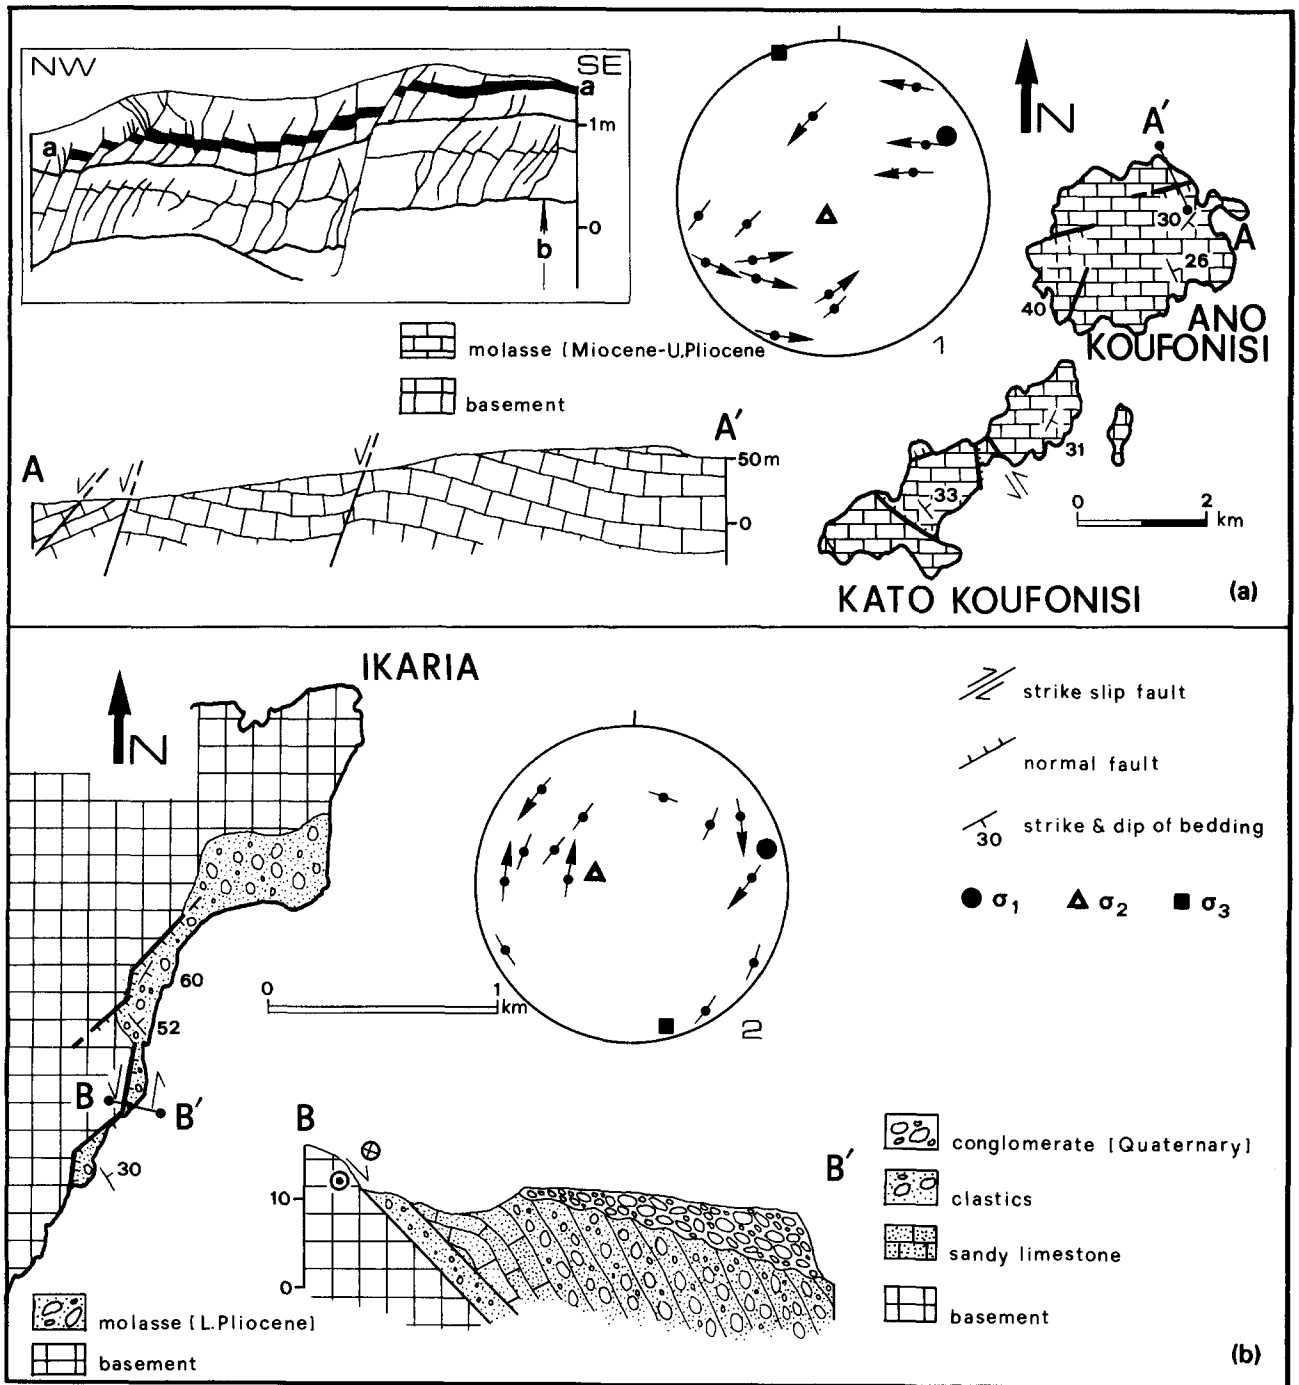 NW
SE
a
a
1m
0
b
1
N
A'
30
A
26
40
ANO
KOUFONISI
molasse [Miocene-U.Pliocene
basement
A
A'
50m
0
31
33
0 2
km
KATO KOUFONISI
(a)
IKARIA
N
60
52
B
B'
30
0 1
km
2
strike slip fault
normal fault
30
strike & dip of bedding
σ1
σ2
σ3
B
B'
10
0
conglomerate [Quaternary]
clastics
sandy limestone
basement
molasse [L.Pliocene]
basement
(b)